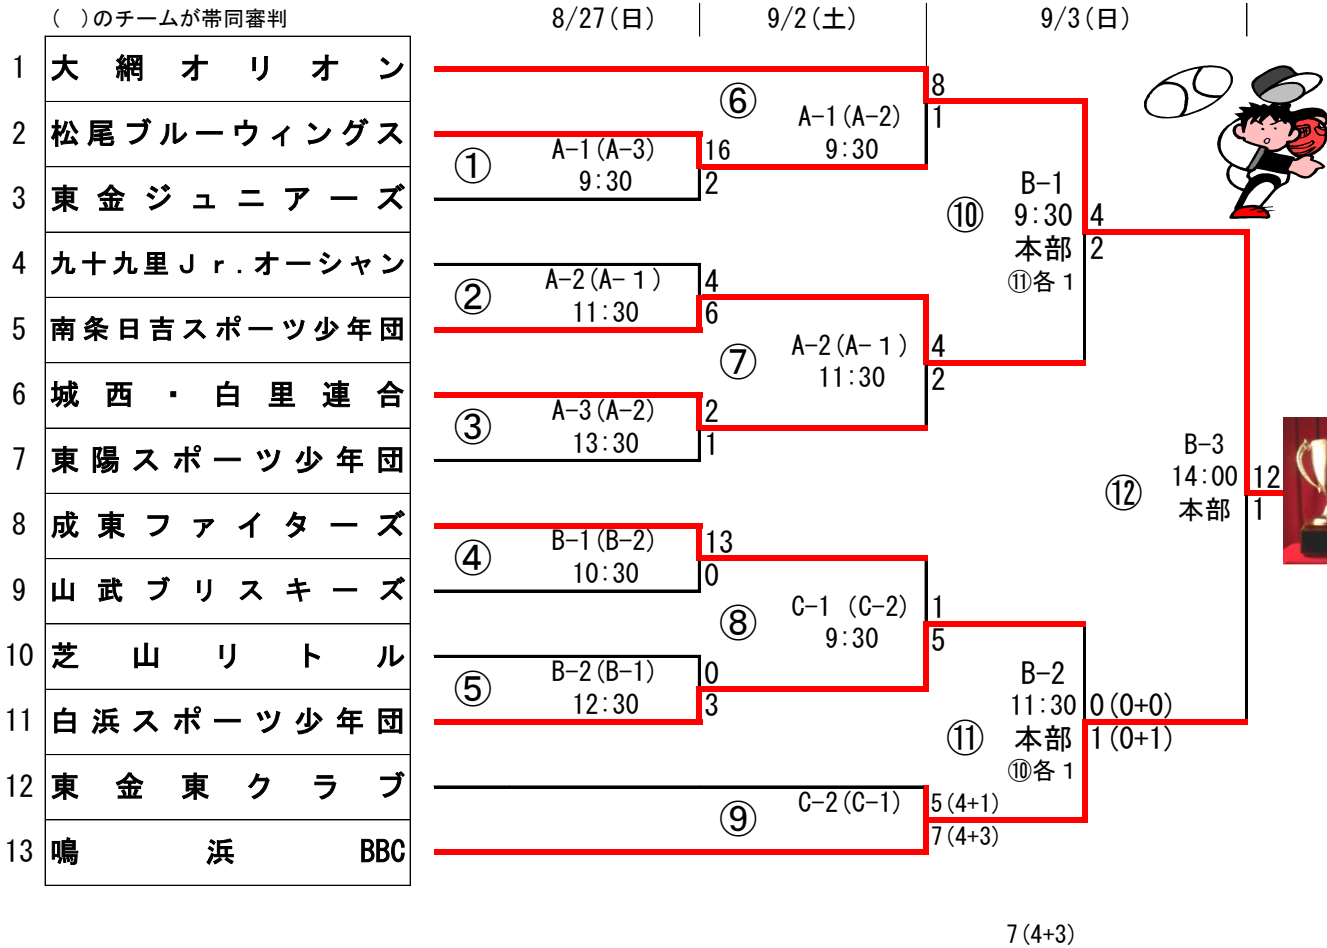 ( )のチームが帯同審判
8/27(日)
9/2(土)
9/3(日)
1 大網オリオン
2 松尾ブルーウィングス
3 東金ジュニアーズ
4 九十九里Jr.オーシャン
5 南条日吉スポーツ少年団
6 城西・白里連合
7 東陽スポーツ少年団
8 成東ファイターズ
9 山武ブリスキーズ
10 芝山リトル
11 白浜スポーツ少年団
12 東金東クラブ
13 鳴浜BBC
①
A-1(A-3)
9:30
16
2
②
A-2(A-1)
11:30
4
6
③
A-3(A-2)
13:30
2
1
④
B-1(B-2)
10:30
13
0
⑤
B-2(B-1)
12:30
0
3
⑥
A-1(A-2)
9:30
8
1
⑦
A-2(A-1)
11:30
4
2
⑧
C-1 (C-2)
9:30
1
5
⑨
C-2(C-1)
5(4+1)
7(4+3)
⑩
B-1
9:30
本部
⑪各1
4
2
⑪
B-2
11:30
本部
⑩各1
0(0+0)
1(0+1)
⑫
B-3
14:00
本部
12
1
7(4+3)